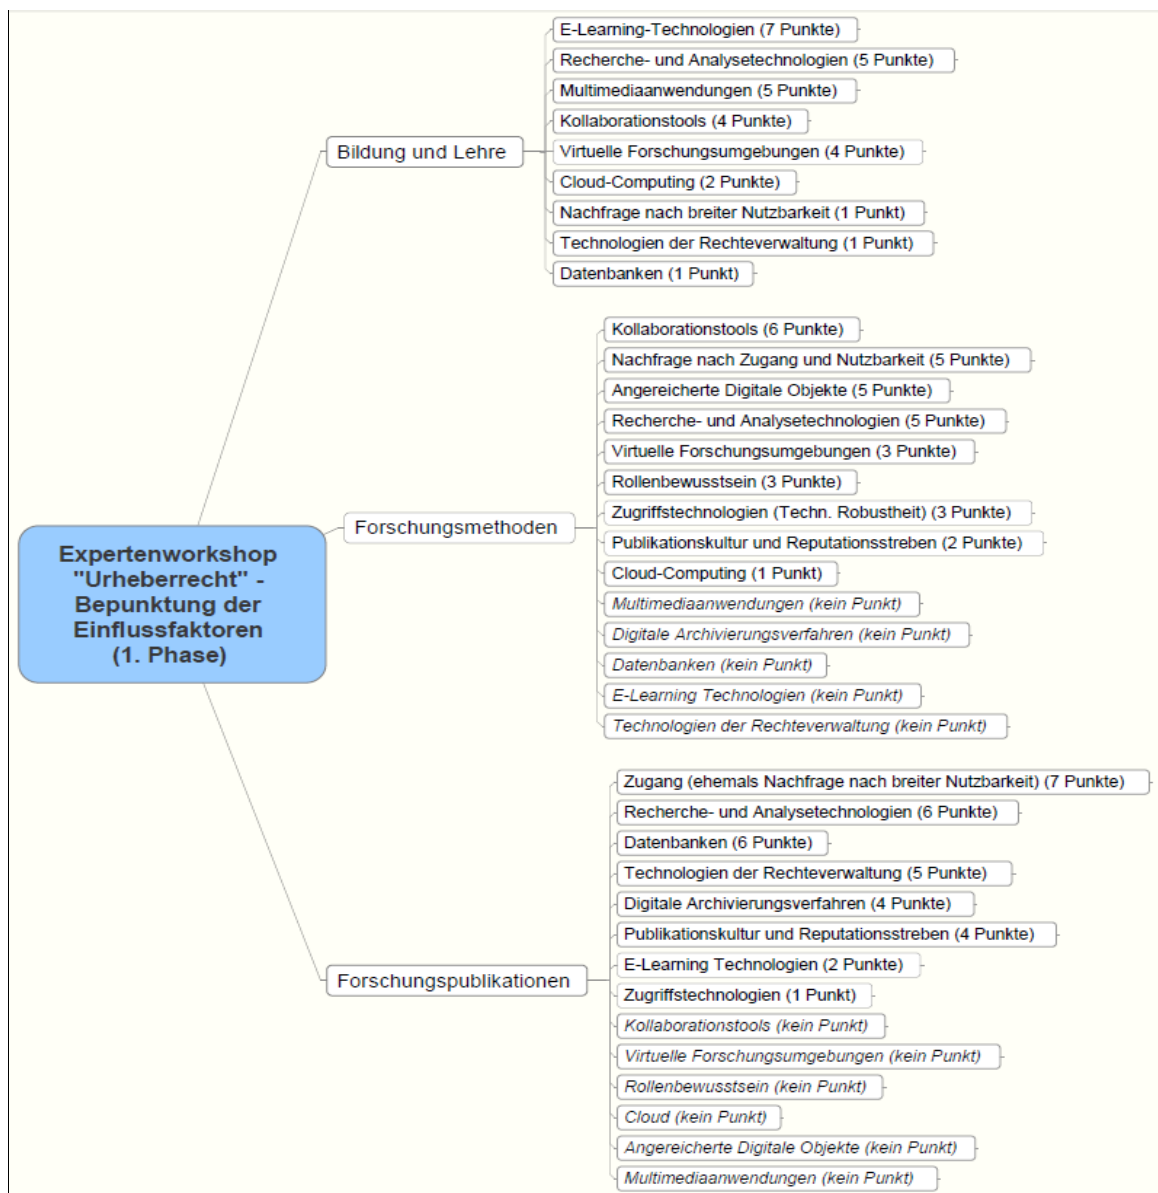 E-Learning-Technologien (7 Punkte)
Recherche- und Analysetechnologien (5 Punkte)
Multimediaanwendungen (5 Punkte)
Kollaborationstools (4 Punkte)
Bildung und Lehre
Virtuelle Forschungsumgebungen (4 Punkte)
Cloud-Computing (2 Punkte)
Nachfrage nach breiter Nutzbarkeit (1 Punkt)
Technologien der Rechteverwaltung (1 Punkt)
Datenbanken (1 Punkt)
Kollaborationstools (6 Punkte)
Nachfrage nach Zugang und Nutzbarkeit (5 Punkte)
Angereicherte Digitale Objekte (5 Punkte)
Recherche- und Analysetechnologien (5 Punkte)
Virtuelle Forschungsumgebungen (3 Punkte)
Rollenbewusstsein (3 Punkte)
Forschungsmethoden
Zugriffstechnologien (Techn. Robustheit) (3 Punkte)
Publikationskultur und Reputationsstreben (2 Punkte)
Cloud-Computing (1 Punkt)
Multimediaanwendungen (kein Punkt)
Digitale Archivierungsverfahren (kein Punkt)
Datenbanken (kein Punkt)
E-Learning Technologien (kein Punkt)
Technologien der Rechteverwaltung (kein Punkt)
Expertenworkshop
"Urheberrecht" -
Bepunktung der
Einflussfaktoren
(1. Phase)
Zugang (ehemals Nachfrage nach breiter Nutzbarkeit) (7 Punkte)
Recherche- und Analysetechnologien (6 Punkte)
Datenbanken (6 Punkte)
Technologien der Rechteverwaltung (5 Punkte)
Digitale Archivierungsverfahren (4 Punkte)
Publikationskultur und Reputationsstreben (4 Punkte)
E-Learning Technologien (2 Punkte)
Forschungspublikationen
Zugriffstechnologien (1 Punkt)
Kollaborationstools (kein Punkt)
Virtuelle Forschungsumgebungen (kein Punkt)
Rollenbewusstsein (kein Punkt)
Cloud (kein Punkt)
Angereicherte Digitale Objekte (kein Punkt)
Multimediaanwendungen (kein Punkt)